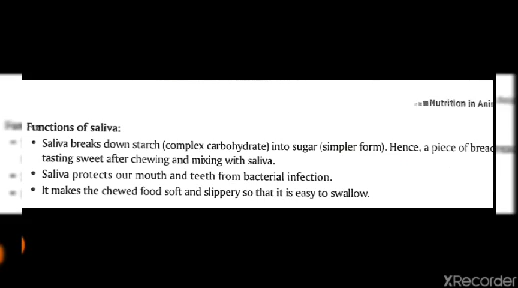 Nutrition in Ani
Functions of saliva:
• Saliva breaks down starch (complex carbohydrate) into sugar (simpler form). Hence, a piece of bread
tasting sweet after chewing and mixing with saliva.
• Saliva protects our mouth and teeth from bacterial infection.
• It makes the chewed food soft and slippery so that it is easy to swallow.
XRecorder